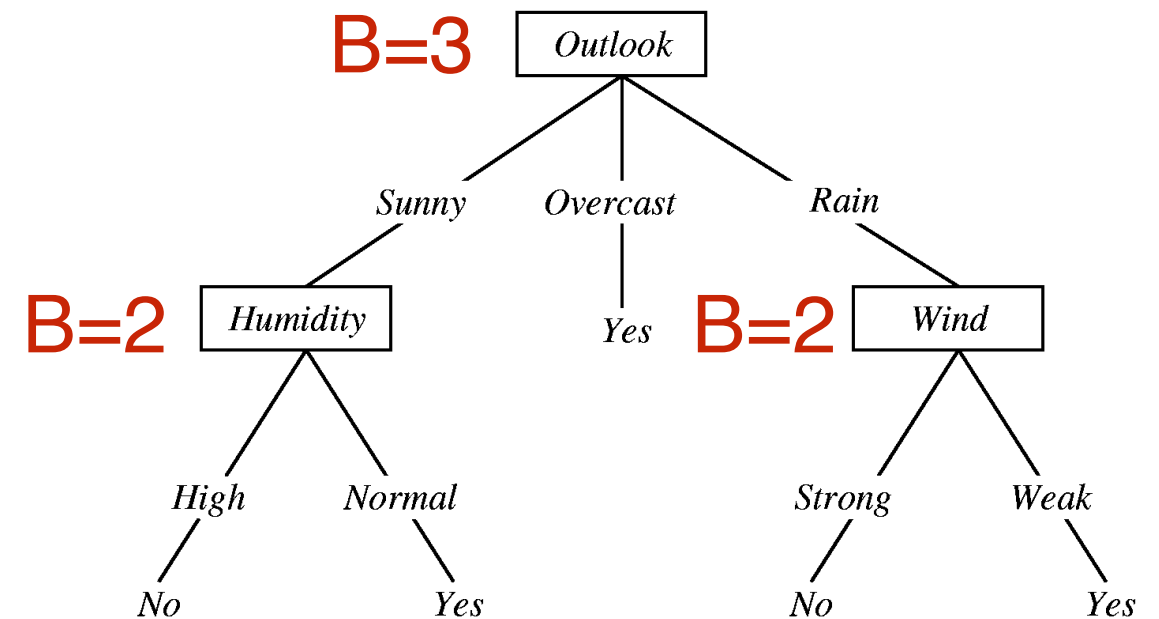 B=3 Outlook
Sunny Overcast Rain
B=2 Humidity Yes B=2 Wind
High Normal Strong Weak
No Yes No Yes